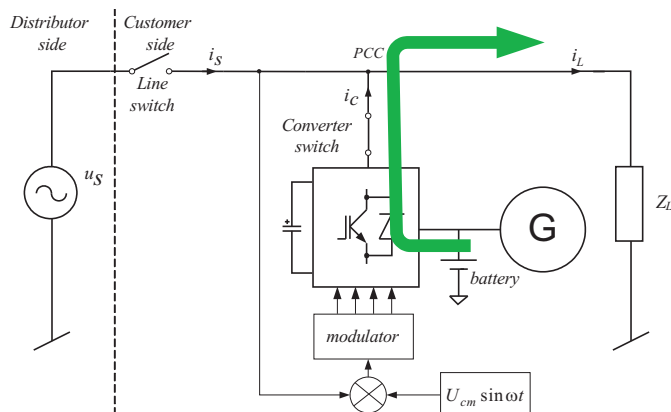 Distributor
side
Customer
side
Line
switch
i_S
PCC
i_L
i_c
Converter
switch
u_S
G
Z_L
battery
modulator
U_cm sin ωt